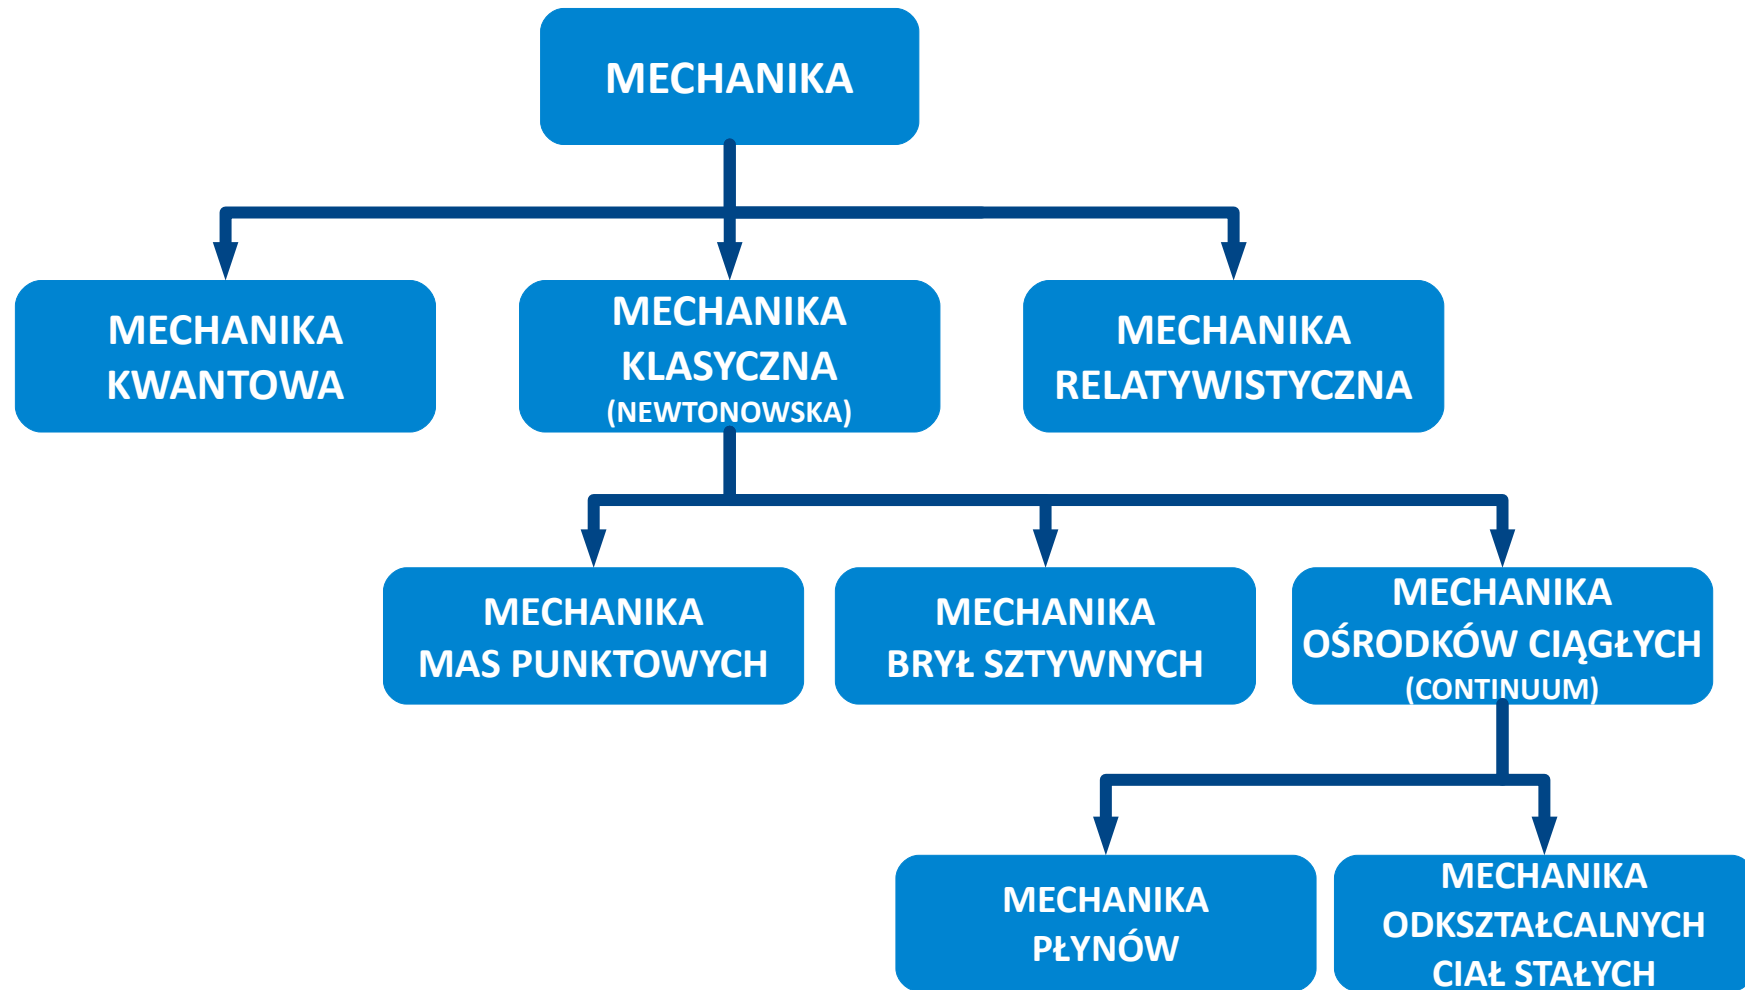 MECHANIKA
MECHANIKA
KWANTOWA
MECHANIKA
KLASYCZNA
(NEWTONOWSKA)
MECHANIKA
RELATYWISTYCZNA
MECHANIKA
MAS PUNKTOWYCH
MECHANIKA
BRYŁ SZTYWNYCH
MECHANIKA
OŚRODKÓW CIĄGŁYCH
(CONTINUUM)
MECHANIKA
PŁYNÓW
MECHANIKA
ODKSZTAŁCALNYCH
CIAŁ STAŁYCH